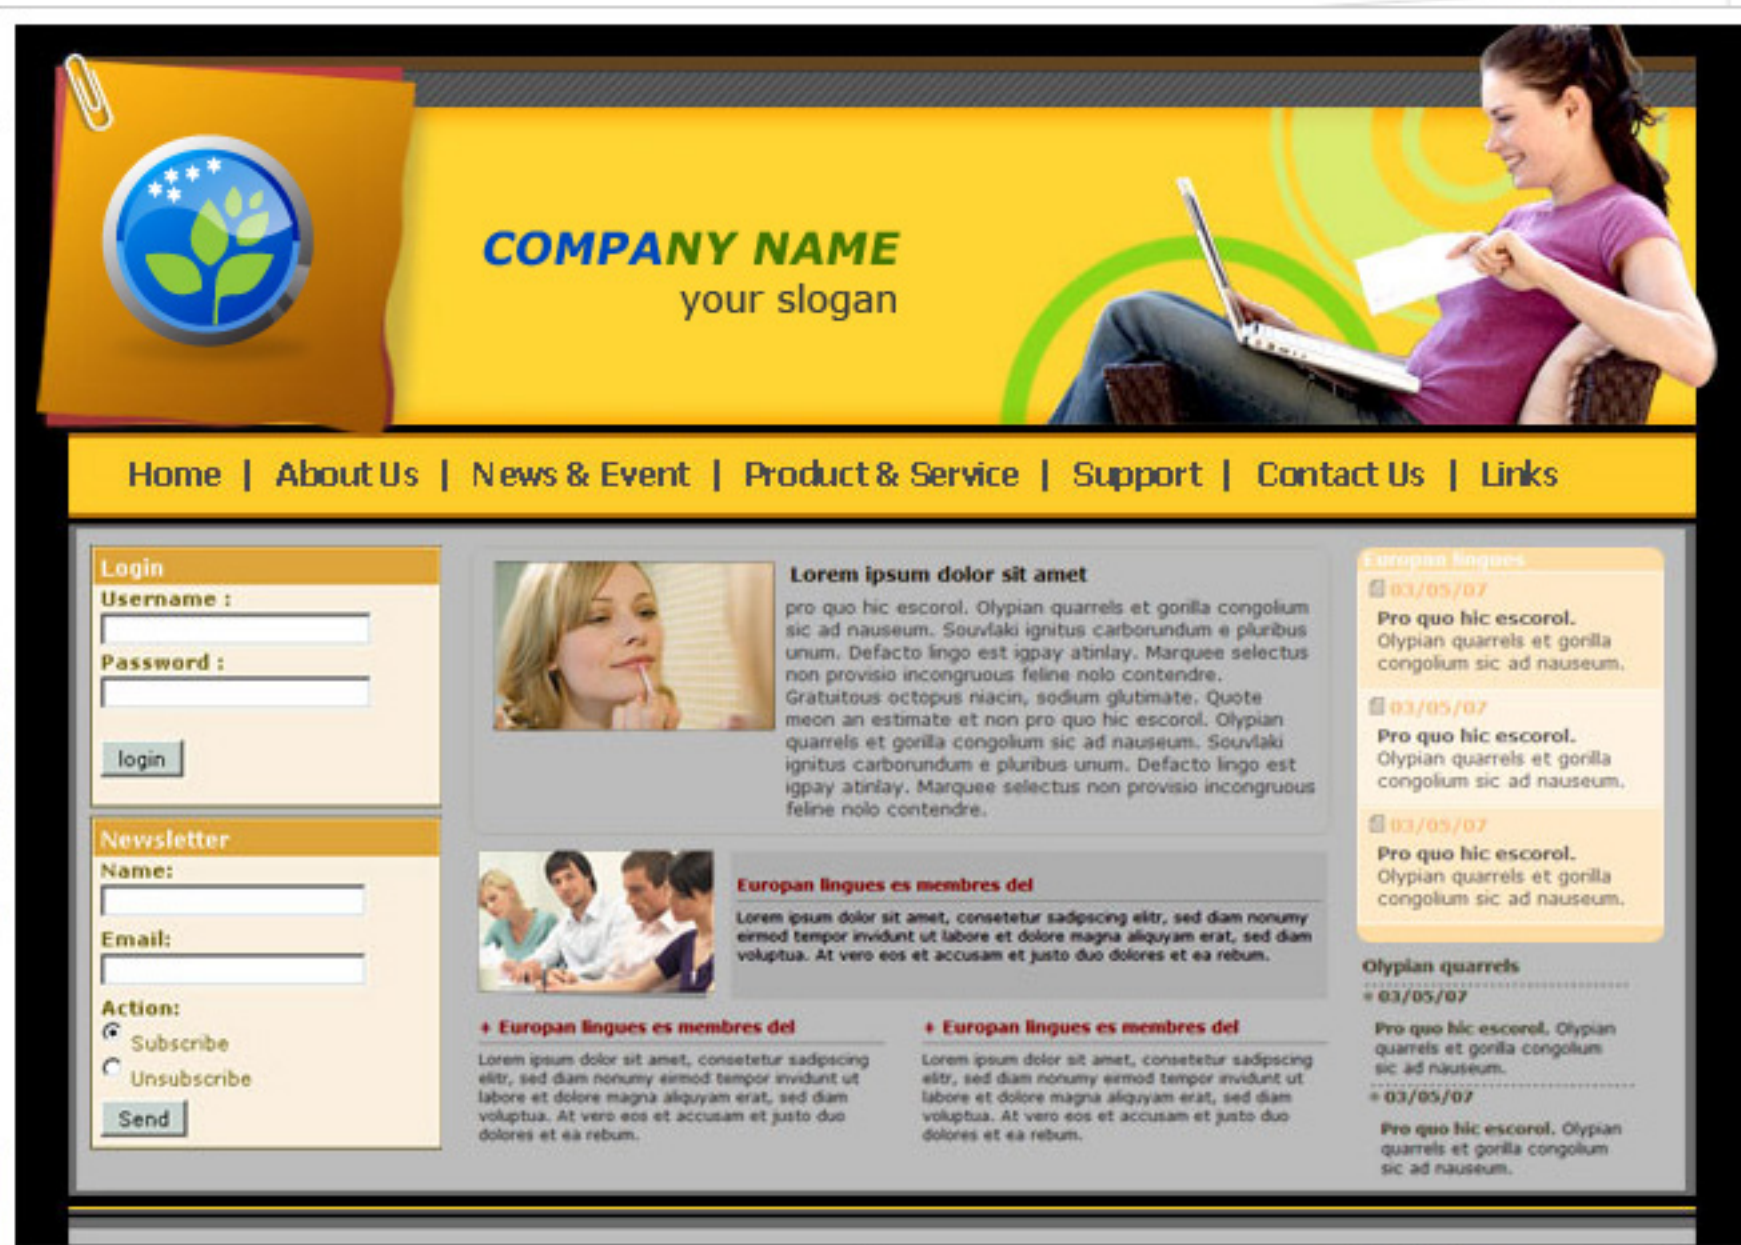 COMPANY NAME
your slogan
Home | About Us | News & Event | Product & Service | Support | Contact Us | Links
Login
Username :
Password :
login
Newsletter
Name:
Email:
Action:
Subscribe
Unsubscribe
Send
Lorem ipsum dolor sit amet
pro quo hic escorol. Olypian quarrels et gorilla congolium
sic ad nauseum. Souvlaki ignitus carborundum e pluribus
unum. Defacto lingo est igpay atinlay. Marquee selectus
non provisio incongruous feline nolo contendre.
Gratuitous octopus niacin, sodium glutimate. Quote
meon an estimate et non pro quo hic escorol. Olypian
quarrels et gorilla congolium sic ad nauseum. Souvlaki
ignitus carborundum e pluribus unum. Defacto lingo est
igpay atinlay. Marquee selectus non provisio incongruous
feline nolo contendre.
Europan lingues es membres del
Lorem ipsum dolor sit amet, consetetur sadipscing elitr, sed diam nonumy
eirmod tempor invidunt ut labore et dolore magna aliquyam erat, sed diam
voluptua. At vero eos et accusam et justo duo dolores et ea rebum.
+ Europan lingues es membres del
Lorem ipsum dolor sit amet, consetetur sadipscing
elitr, sed diam nonumy eirmod tempor invidunt ut
labore et dolore magna aliquyam erat, sed diam
voluptua. At vero eos et accusam et justo duo
dolores et ea rebum.
+ Europan lingues es membres del
Lorem ipsum dolor sit amet, consetetur sadipscing
elitr, sed diam nonumy eirmod tempor invidunt ut
labore et dolore magna aliquyam erat, sed diam
voluptua. At vero eos et accusam et justo duo
dolores et ea rebum.
Europan lingues
03/05/07
Pro quo hic escorol.
Olypian quarrels et gorilla
congolium sic ad nauseum.
03/05/07
Pro quo hic escorol.
Olypian quarrels et gorilla
congolium sic ad nauseum.
03/05/07
Pro quo hic escorol.
Olypian quarrels et gorilla
congolium sic ad nauseum.
Olypian quarrels
03/05/07
Pro quo hic escorol. Olypian
quarrels et gorilla congolium
sic ad nauseum.
03/05/07
Pro quo hic escorol. Olypian
quarrels et gorilla congolium
sic ad nauseum.